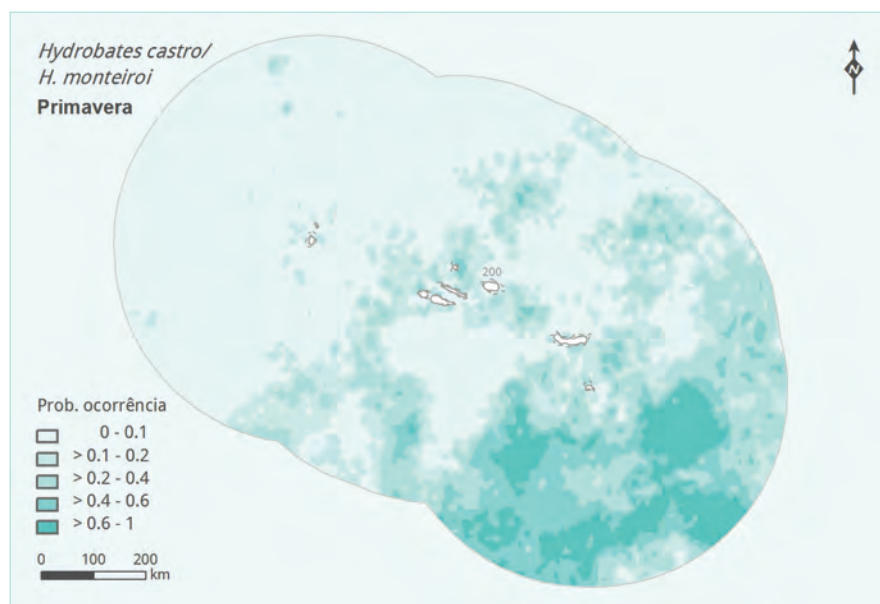 Hydrobates castro/
H. monteiroi
Primavera
N
200
Prob. ocorrência
0 - 0.1
> 0.1 - 0.2
> 0.2 - 0.4
> 0.4 - 0.6
> 0.6 - 1
0 100 200
km